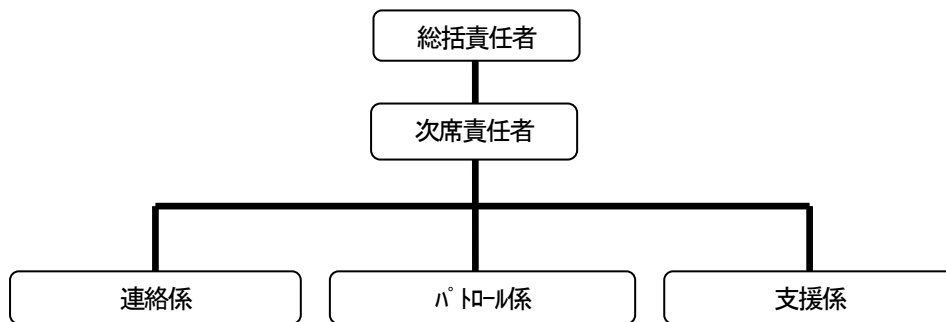 総括責任者
次席責任者
連絡係
ﾊﾟﾄﾛｰﾙ係
支援係